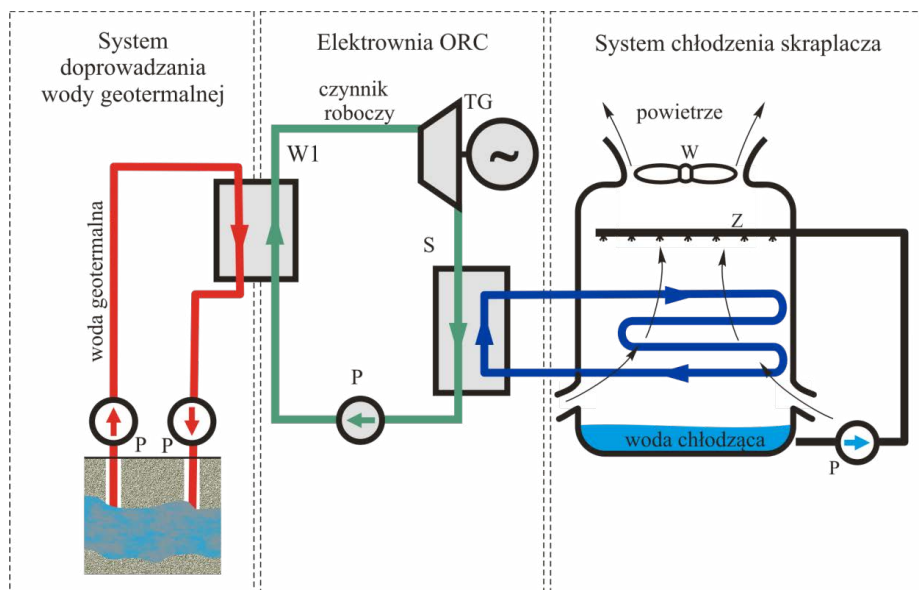 System
doprowadzania
wody geotermalnej
woda geotermalna
P
P
Elektrownia ORC
czynnik
roboczy
TG
W1
S
P
System chłodzenia skraplacza
powietrze
W
Z
woda chłodząca
P